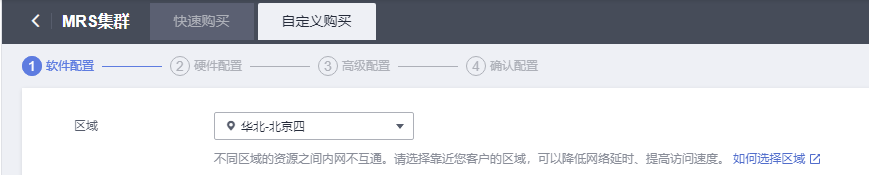 MRS集群 快速购买 自定义购买
1 软件配置 2 硬件配置 3 高级配置 4 确认配置
区域 华北-北京四
不同区域的资源之间内网不互通。请选择靠近您客户的区域，可以降低网络延时、提高访问速度。 如何选择区域